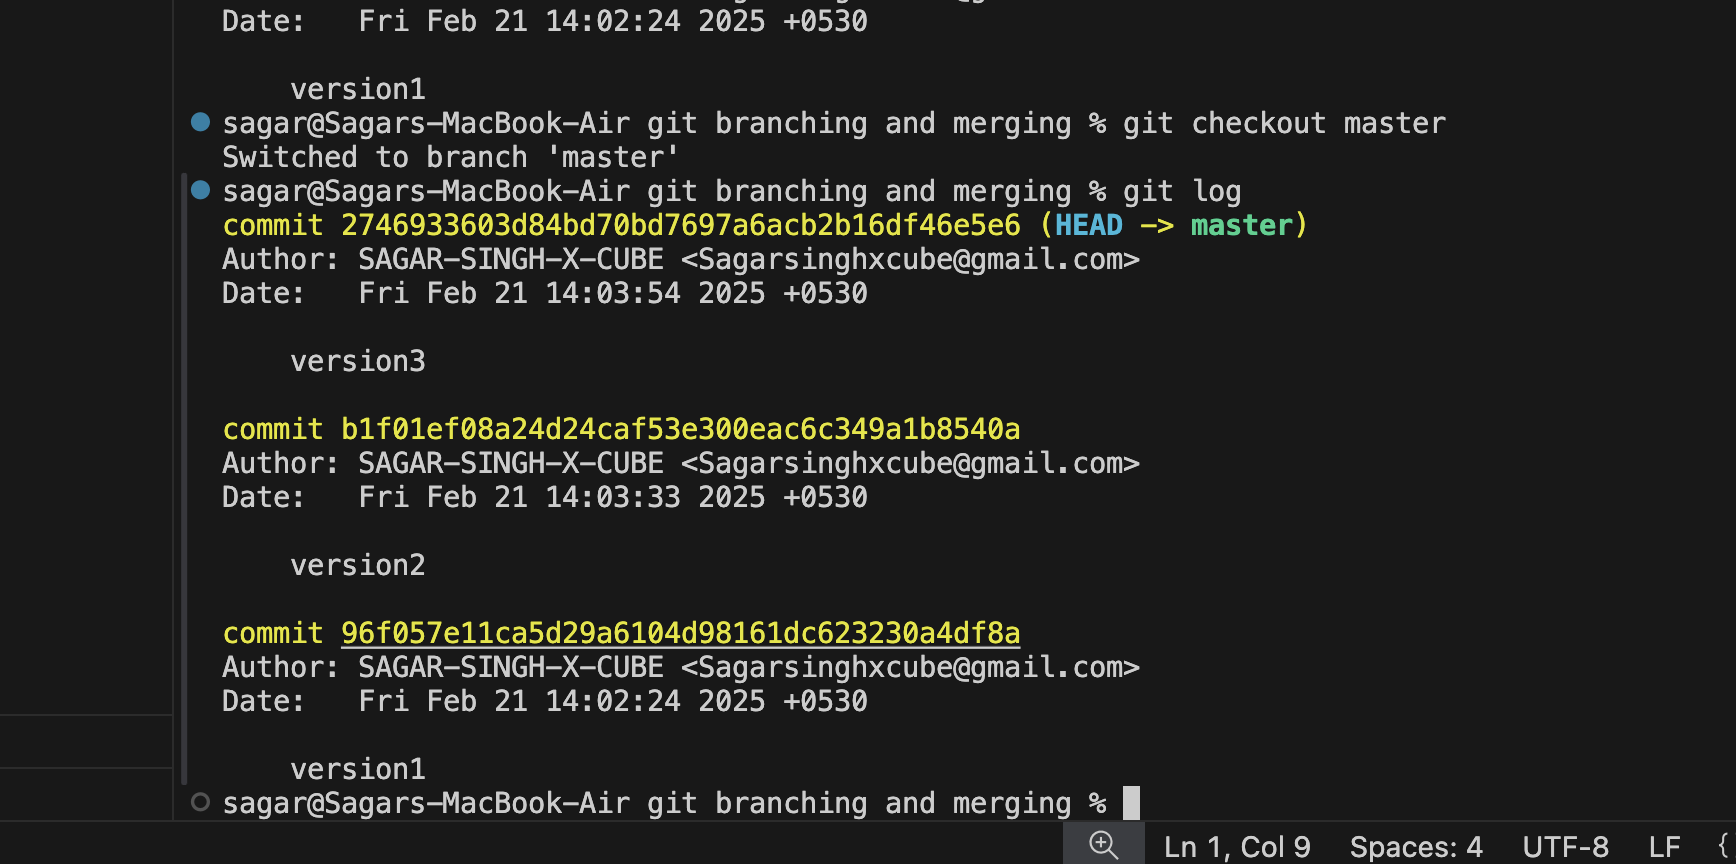 Date:   Fri Feb 21 14:02:24 2025 +0530
version1
sagar@Sagars-MacBook-Air git branching and merging % git checkout master
Switched to branch 'master'
sagar@Sagars-MacBook-Air git branching and merging % git log
commit 2746933603d84bd70bd7697a6acb2b16df46e5e6 (HEAD -> master)
Author: SAGAR-SINGH-X-CUBE <Sagarsinghxcube@gmail.com>
Date:   Fri Feb 21 14:03:54 2025 +0530
version3
commit b1f01ef08a24d24caf53e300eac6c349a1b8540a
Author: SAGAR-SINGH-X-CUBE <Sagarsinghxcube@gmail.com>
Date:   Fri Feb 21 14:03:33 2025 +0530
version2
commit 96f057e11ca5d29a6104d98161dc623230a4df8a
Author: SAGAR-SINGH-X-CUBE <Sagarsinghxcube@gmail.com>
Date:   Fri Feb 21 14:02:24 2025 +0530
version1
sagar@Sagars-MacBook-Air git branching and merging %
Ln 1, Col 9 Spaces: 4 UTF-8 LF {